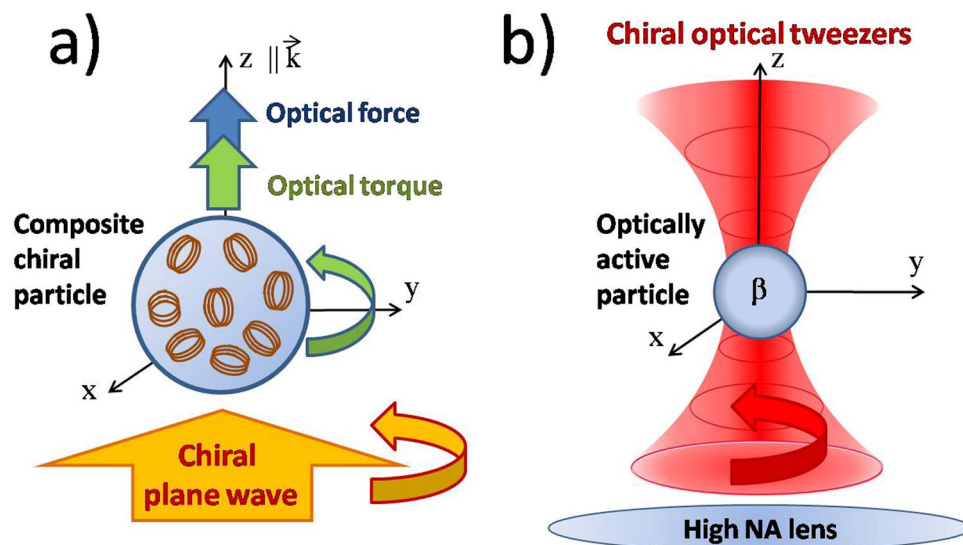 a)
z || k⃗
Optical force
Optical torque
Composite
chiral
particle
y
x
Chiral
plane wave
b)
Chiral optical tweezers
z
Optically
active
particle
β
y
x
High NA lens